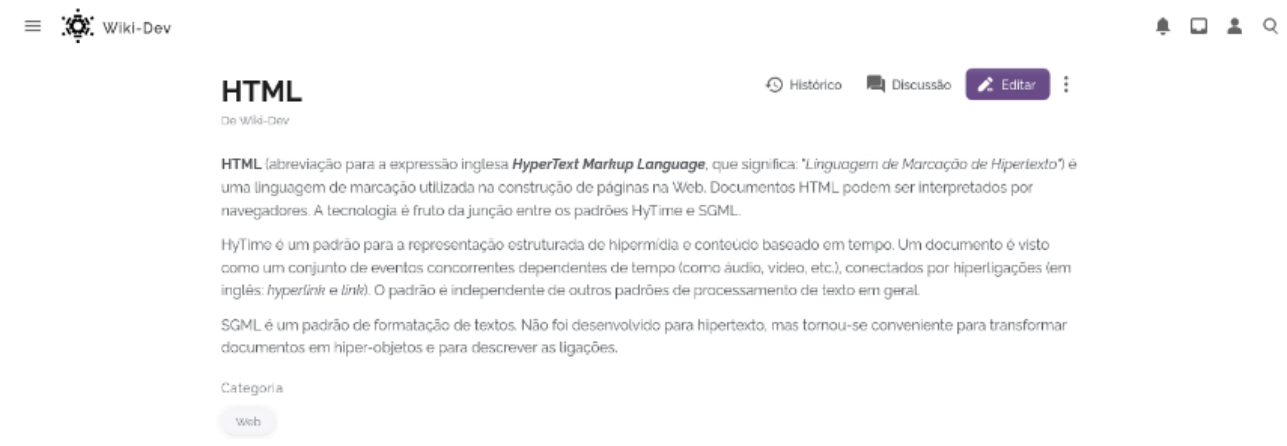 Wiki-Dev
HTML
Histórico
Discussão
Editar
De Wiki-Dev
HTML (abreviação para a expressão inglesa HyperText Markup Language, que significa: "Linguagem de Marcação de Hipertexto") é
uma linguagem de marcação utilizada na construção de páginas na Web. Documentos HTML podem ser interpretados por
navegadores. A tecnologia é fruto da junção entre os padrões HyTime e SGML.
HyTime é um padrão para a representação estruturada de hipermídia e conteúdo baseado em tempo. Um documento é visto
como um conjunto de eventos concorrentes dependentes de tempo (como áudio, vídeo, etc.), conectados por hiperligações (em
inglês: hyperlink e link). O padrão é independente de outros padrões de processamento de texto em geral.
SGML é um padrão de formatação de textos. Não foi desenvolvido para hipertexto, mas tornou-se conveniente para transformar
documentos em hiper-objetos e para descrever as ligações.
Categoria
Web